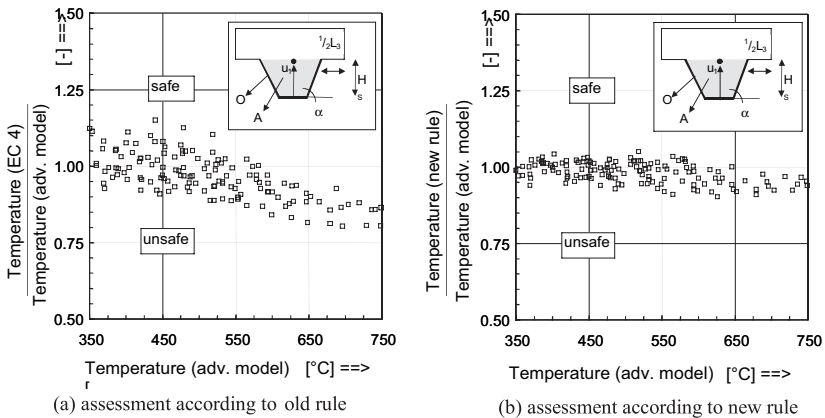 1.50
1.25
1.00
0.75
0.50
[-] ==>
Temperature (EC 4)
Temperature (adv. model)
safe
unsafe
1/2L3
u1
H
s
O
A
α
350 450 550 650 750
Temperature (adv. model) [°C] ==>
(a) assessment according to old rule
1.50
1.25
1.00
0.75
0.50
[-] ==>
Temperature (new rule)
Temperature (adv. model)
safe
unsafe
1/2L3
u1
H
s
O
A
α
350 450 550 650 750
Temperature (adv. model) [°C] ==>
(b) assessment according to new rule